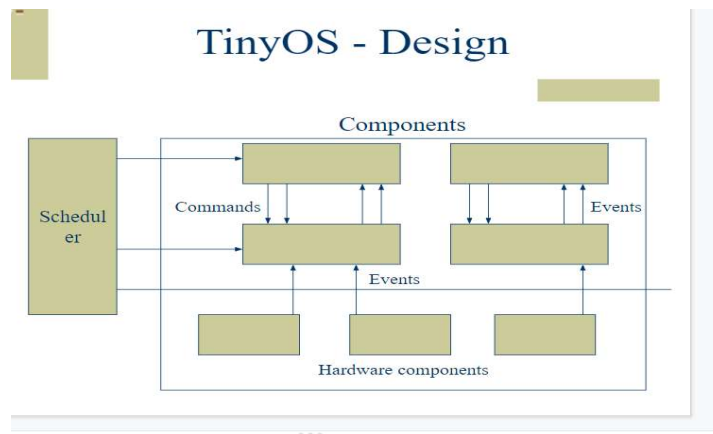 TinyOS - Design
Components
Commands
Events
Schedul
er
Events
Hardware components